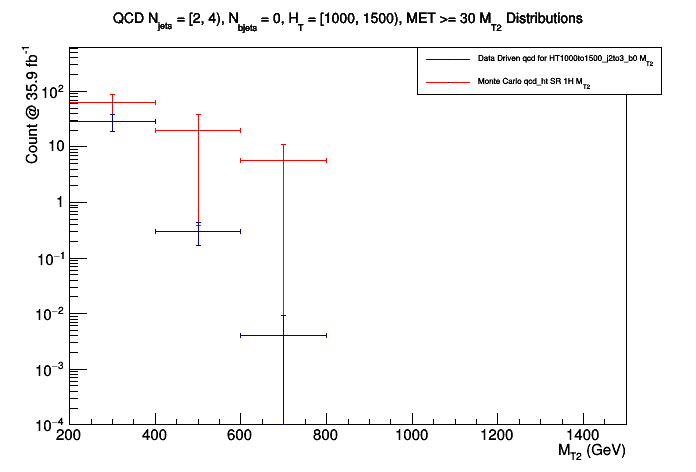 QCD N_jets = [2, 4), N_bjets = 0, H_T = [1000, 1500), MET >= 30 M_T2 Distributions
Data Driven qcd for HT1000to1500_j2to3_b0 M_T2
Monte Carlo qcd_ht SR 1H M_T2
Count @ 35.9 fb^-1
10^2
10
1
10^-1
10^-2
10^-3
10^-4
200 400 600 800 1000 1200 1400
M_T2 (GeV)